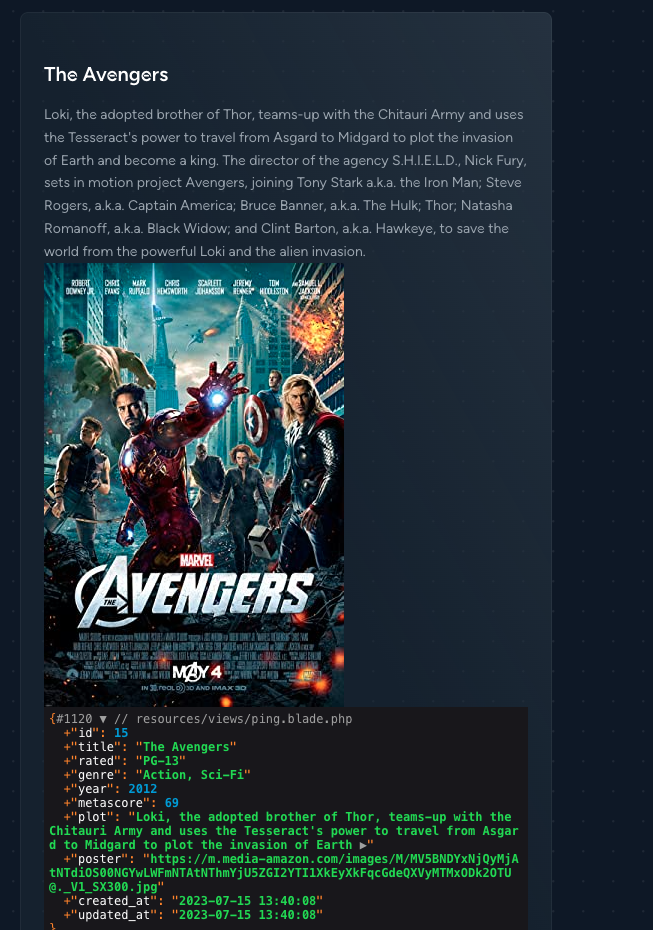 The Avengers
Loki, the adopted brother of Thor, teams-up with the Chitauri Army and uses
the Tesseract's power to travel from Asgard to Midgard to plot the invasion
of Earth and become a king. The director of the agency S.H.I.E.L.D., Nick Fury,
sets in motion project Avengers, joining Tony Stark a.k.a. the Iron Man; Steve
Rogers, a.k.a. Captain America; Bruce Banner, a.k.a. The Hulk; Thor; Natasha
Romanoff, a.k.a. Black Widow; and Clint Barton, a.k.a. Hawkeye, to save the
world from the powerful Loki and the alien invasion.
ROBERT DOWNEY JR. CHRIS EVANS MARK RUFFALO CHRIS HEMSWORTH SCARLETT JOHANSSON JEREMY RENNER TOM HIDDLESTON AND SAMUEL L. JACKSON
MARVEL
THE AVENGERS
MAY 4
IN REAL D 3D AND IMAX 3D
{#1120 ▼ // resources/views/ping.blade.php
+"id": 15
+"title": "The Avengers"
+"rated": "PG-13"
+"genre": "Action, Sci-Fi"
+"year": 2012
+"metascore": 69
+"plot": "Loki, the adopted brother of Thor, teams-up with the
Chitauri Army and uses the Tesseract's power to travel from Asgar
d to Midgard to plot the invasion of Earth ▶"
+"poster": "https://m.media-amazon.com/images/M/MV5BNDYxNjQyMjA
tNTdiOS00NGYwLWFmNTAtNThmYjU5ZGI2YTI1XkEyXkFqcGdeQXVyMTMxODk2OTU
@._V1_SX300.jpg"
+"created_at": "2023-07-15 13:40:08"
+"updated_at": "2023-07-15 13:40:08"
}